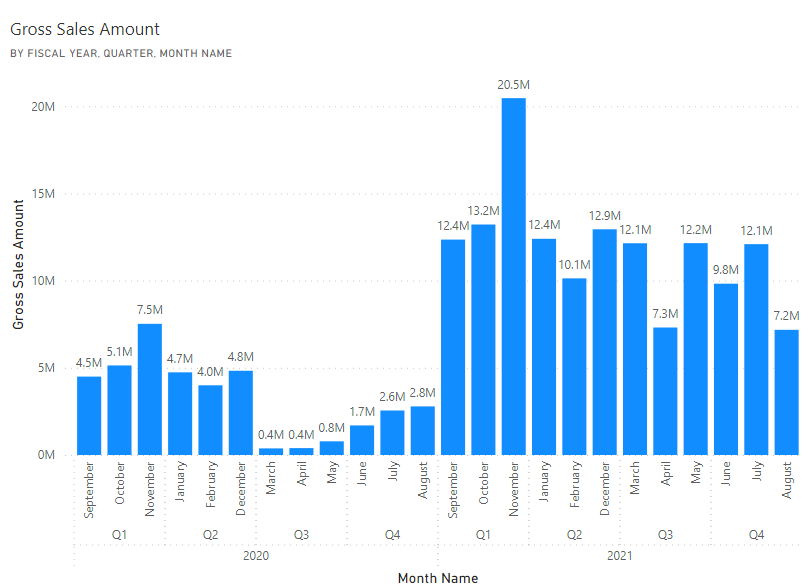 Gross Sales Amount
BY FISCAL YEAR, QUARTER, MONTH NAME
Gross Sales Amount
20M
15M
10M
5M
0M
4.5M
5.1M
7.5M
4.7M
4.0M
4.8M
0.4M
0.4M
0.8M
1.7M
2.6M
2.8M
12.4M
13.2M
20.5M
12.4M
10.1M
12.9M
12.1M
7.3M
12.2M
9.8M
12.1M
7.2M
September
October
November
January
February
December
March
April
May
June
July
August
September
October
November
January
February
December
March
April
May
June
July
August
Q1 Q2 Q3 Q4 Q1 Q2 Q3 Q4
2020 2021
Month Name